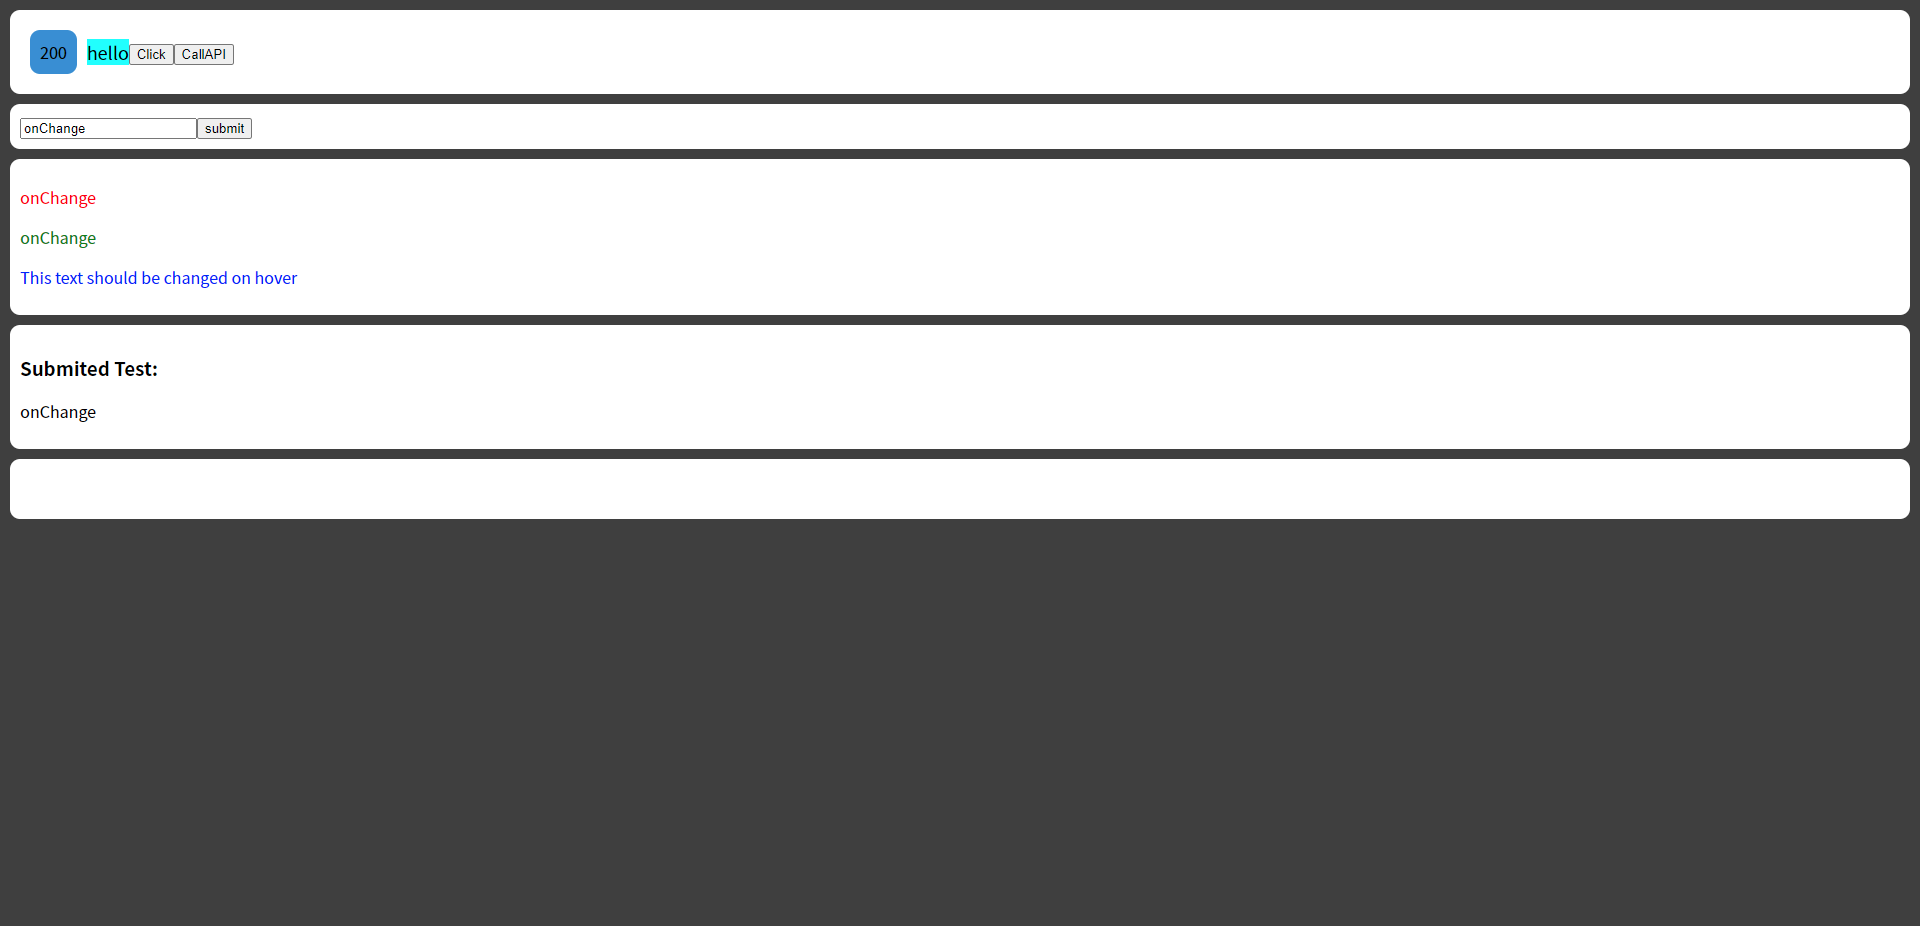 200 hello Click CallAPI
onChange submit
onChange
onChange
This text should be changed on hover
Submited Test:
onChange